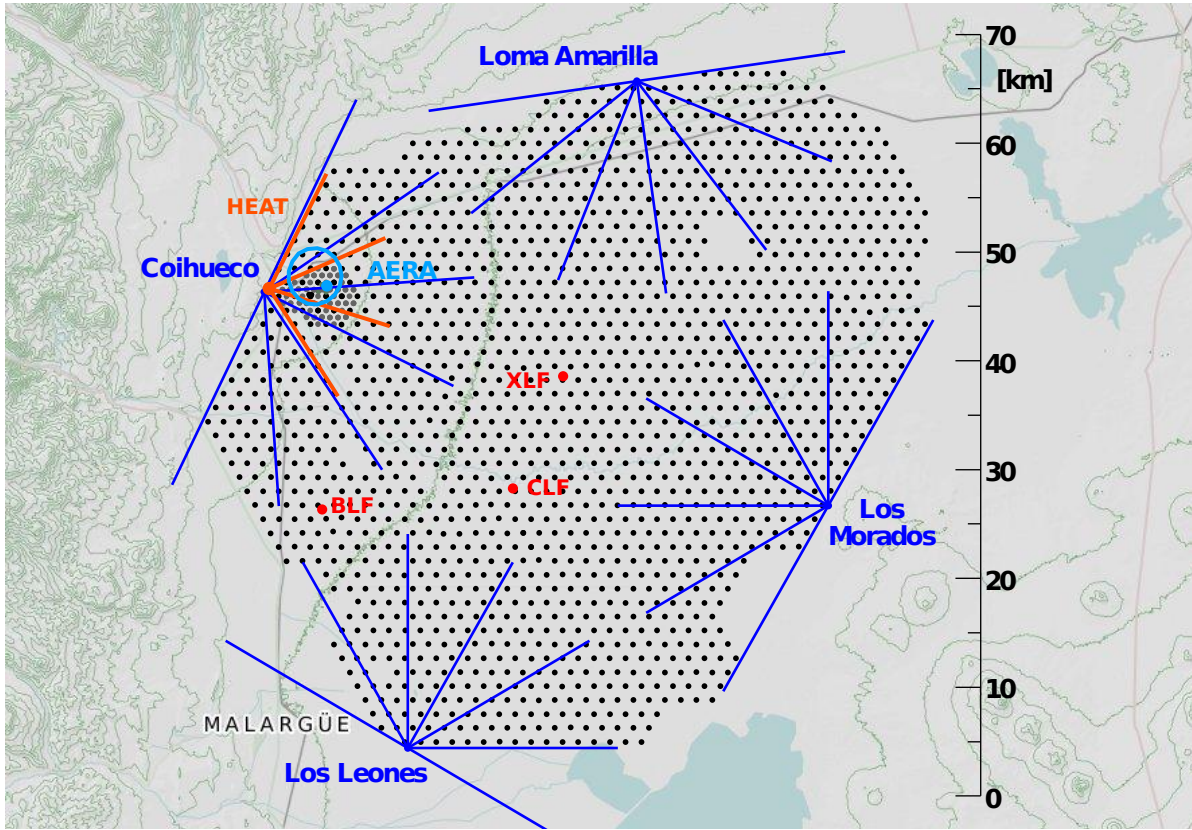 70
Loma Amarilla
[km]
60
HEAT
50
Coihueco
AERA
40
XLF
30
CLF
BLF
Los
Morados
20
10
MALARGÜE
Los Leones
0